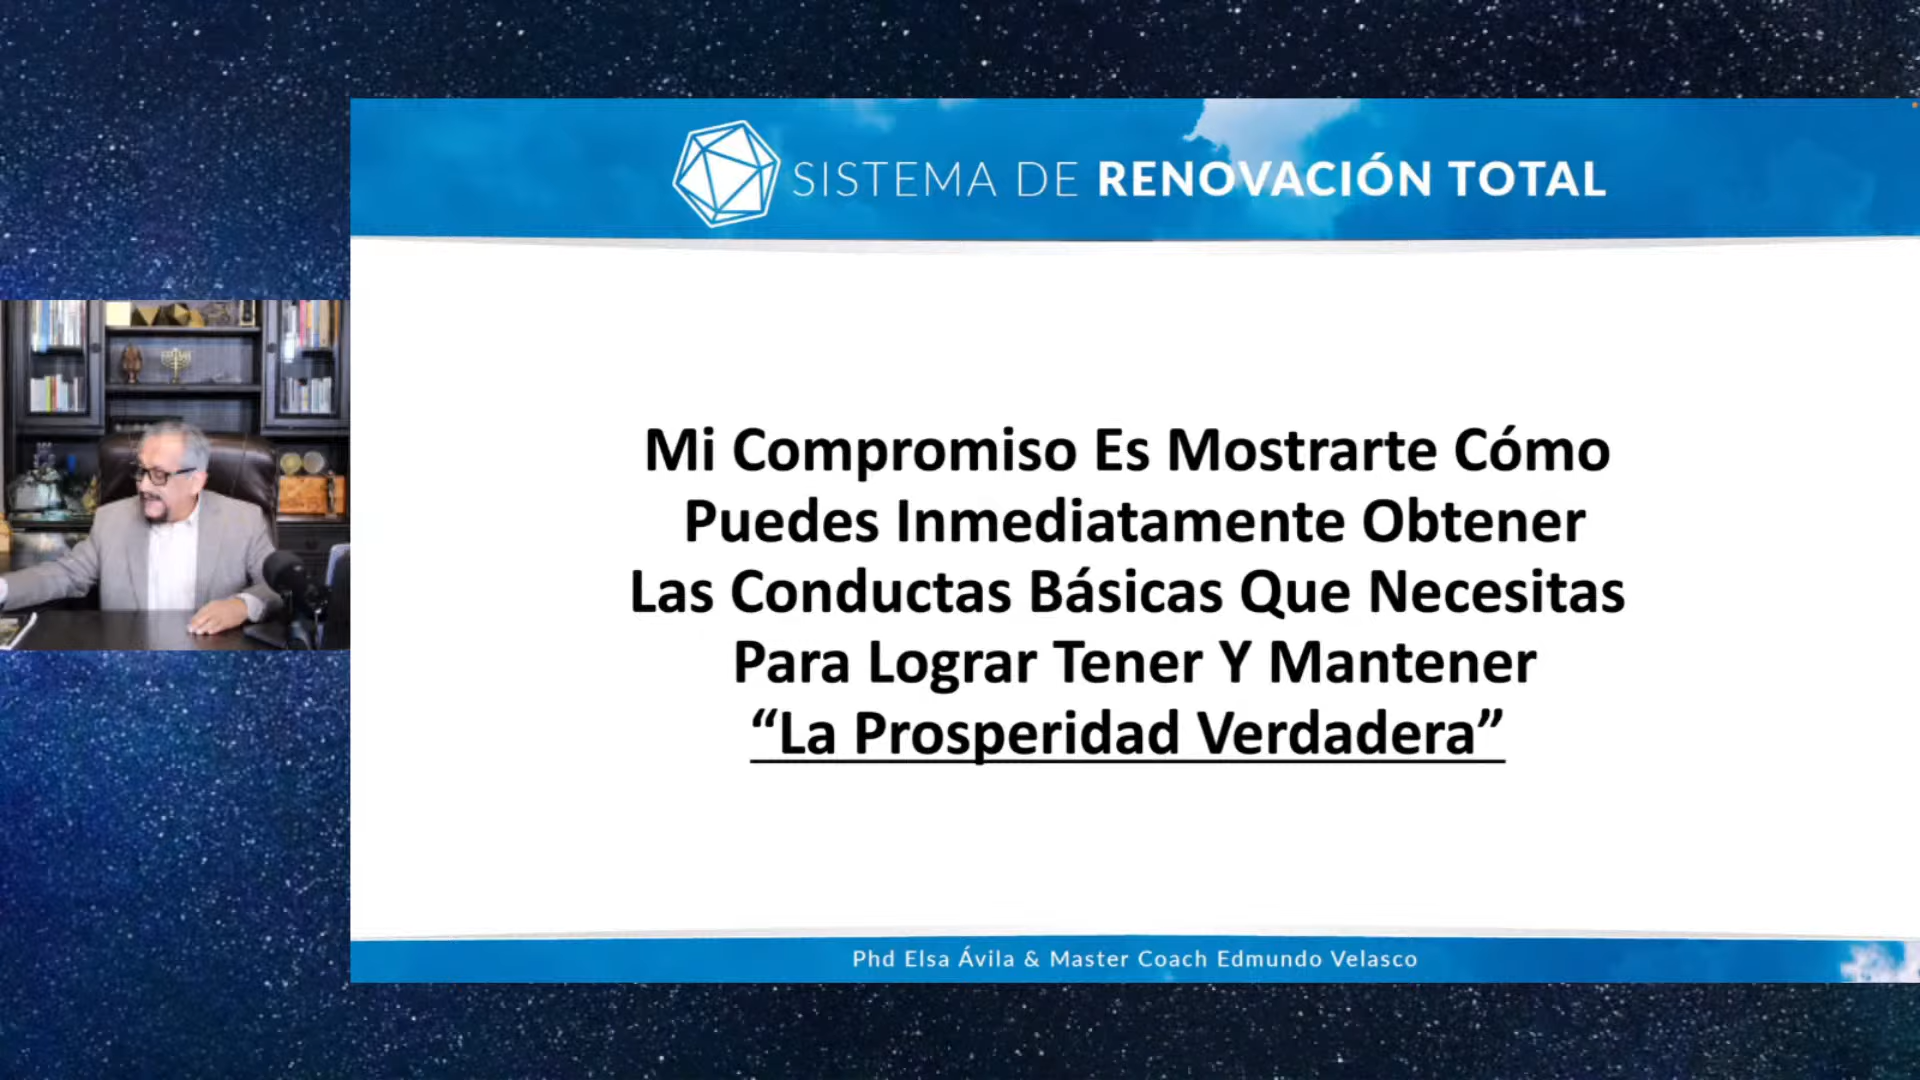 SISTEMA DE RENOVACIÓN TOTAL
Mi Compromiso Es Mostrarte Cómo
Puedes Inmediatamente Obtener
Las Conductas Básicas Que Necesitas
Para Lograr Tener Y Mantener
“La Prosperidad Verdadera”
Phd Elsa Ávila & Master Coach Edmundo Velasco